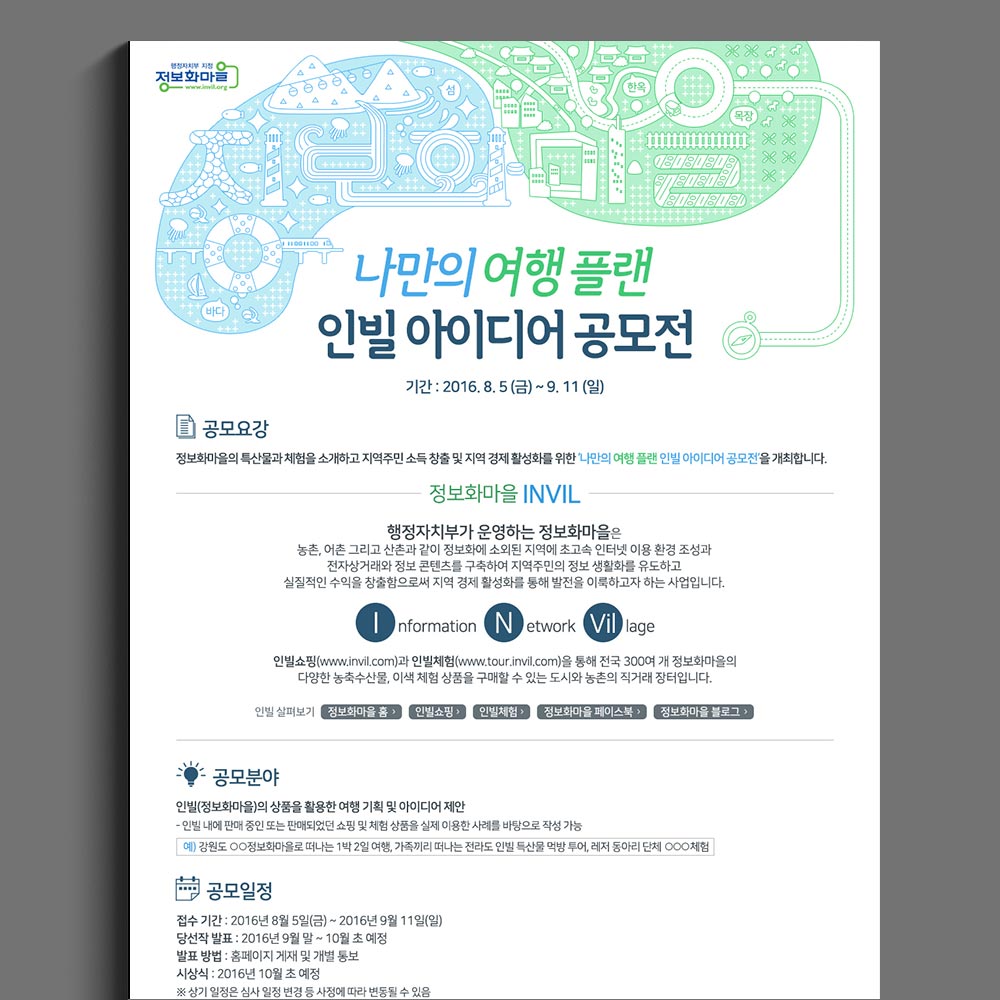 행정자치부 지정
정보화마을
www.invil.org
섬
한옥
목장
바다
나만의 여행 플랜
인빌 아이디어 공모전
기간 : 2016. 8. 5 (금) ~ 9. 11 (일)
공모요강
정보화마을의 특산물과 체험을 소개하고 지역주민 소득 창출 및 지역 경제 활성화를 위한 '나만의 여행 플랜 인빌 아이디어 공모전'을 개최합니다.
정보화마을 INVIL
행정자치부가 운영하는 정보화마을은
농촌, 어촌 그리고 산촌과 같이 정보화에 소외된 지역에 초고속 인터넷 이용 환경 조성과
전자상거래와 정보 콘텐츠를 구축하여 지역주민의 정보 생활화를 유도하고
실질적인 수익을 창출함으로써 지역 경제 활성화를 통해 발전을 이룩하고자 하는 사업입니다.
Information Network Village
인빌쇼핑(www.invil.com)과 인빌체험(www.tour.invil.com)을 통해 전국 300여 개 정보화마을의
다양한 농축수산물, 이색 체험 상품을 구매할 수 있는 도시와 농촌의 직거래 장터입니다.
인빌 살펴보기 정보화마을 홈 › 인빌쇼핑 › 인빌체험 › 정보화마을 페이스북 › 정보화마을 블로그 ›
공모분야
인빌(정보화마을)의 상품을 활용한 여행 기획 및 아이디어 제안
- 인빌 내에 판매 중인 또는 판매되었던 쇼핑 및 체험 상품을 실제 이용한 사례를 바탕으로 작성 가능
예) 강원도 ○○정보화마을로 떠나는 1박 2일 여행, 가족끼리 떠나는 전라도 인빌 특산물 먹방 투어, 레저 동아리 단체 ○○○체험
공모일정
접수 기간 : 2016년 8월 5일(금) ~ 2016년 9월 11일(일)
당선작 발표 : 2016년 9월 말 ~ 10월 초 예정
발표 방법 : 홈페이지 게재 및 개별 통보
시상식 : 2016년 10월 초 예정
※ 상기 일정은 심사 일정 변경 등 사정에 따라 변동될 수 있음